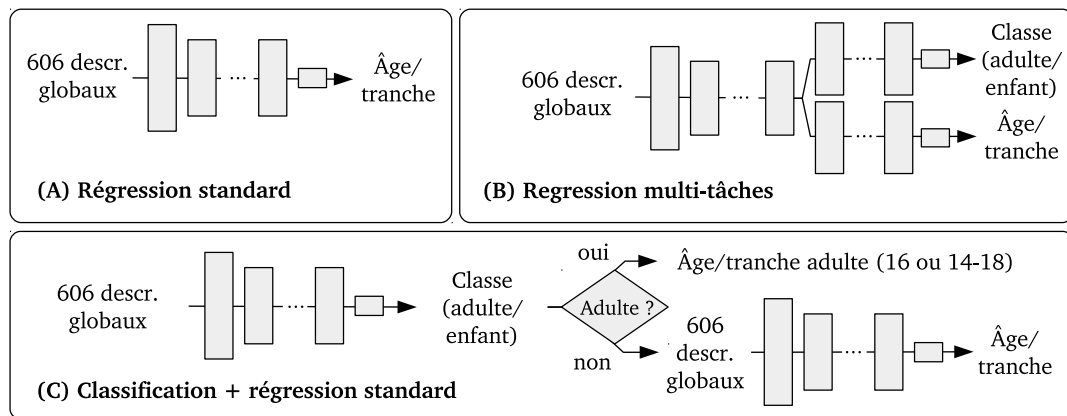 606 descr.
globaux
...
Âge/
tranche
(A) Régression standard
606 descr.
globaux
...
...
Classe
(adulte/
enfant)
...
Âge/
tranche
(B) Regression multi-tâches
606 descr.
globaux
...
Classe
(adulte/
enfant)
Adulte ?
oui
Âge/tranche adulte (16 ou 14-18)
non
606
descr.
globaux
...
Âge/
tranche
(C) Classification + régression standard